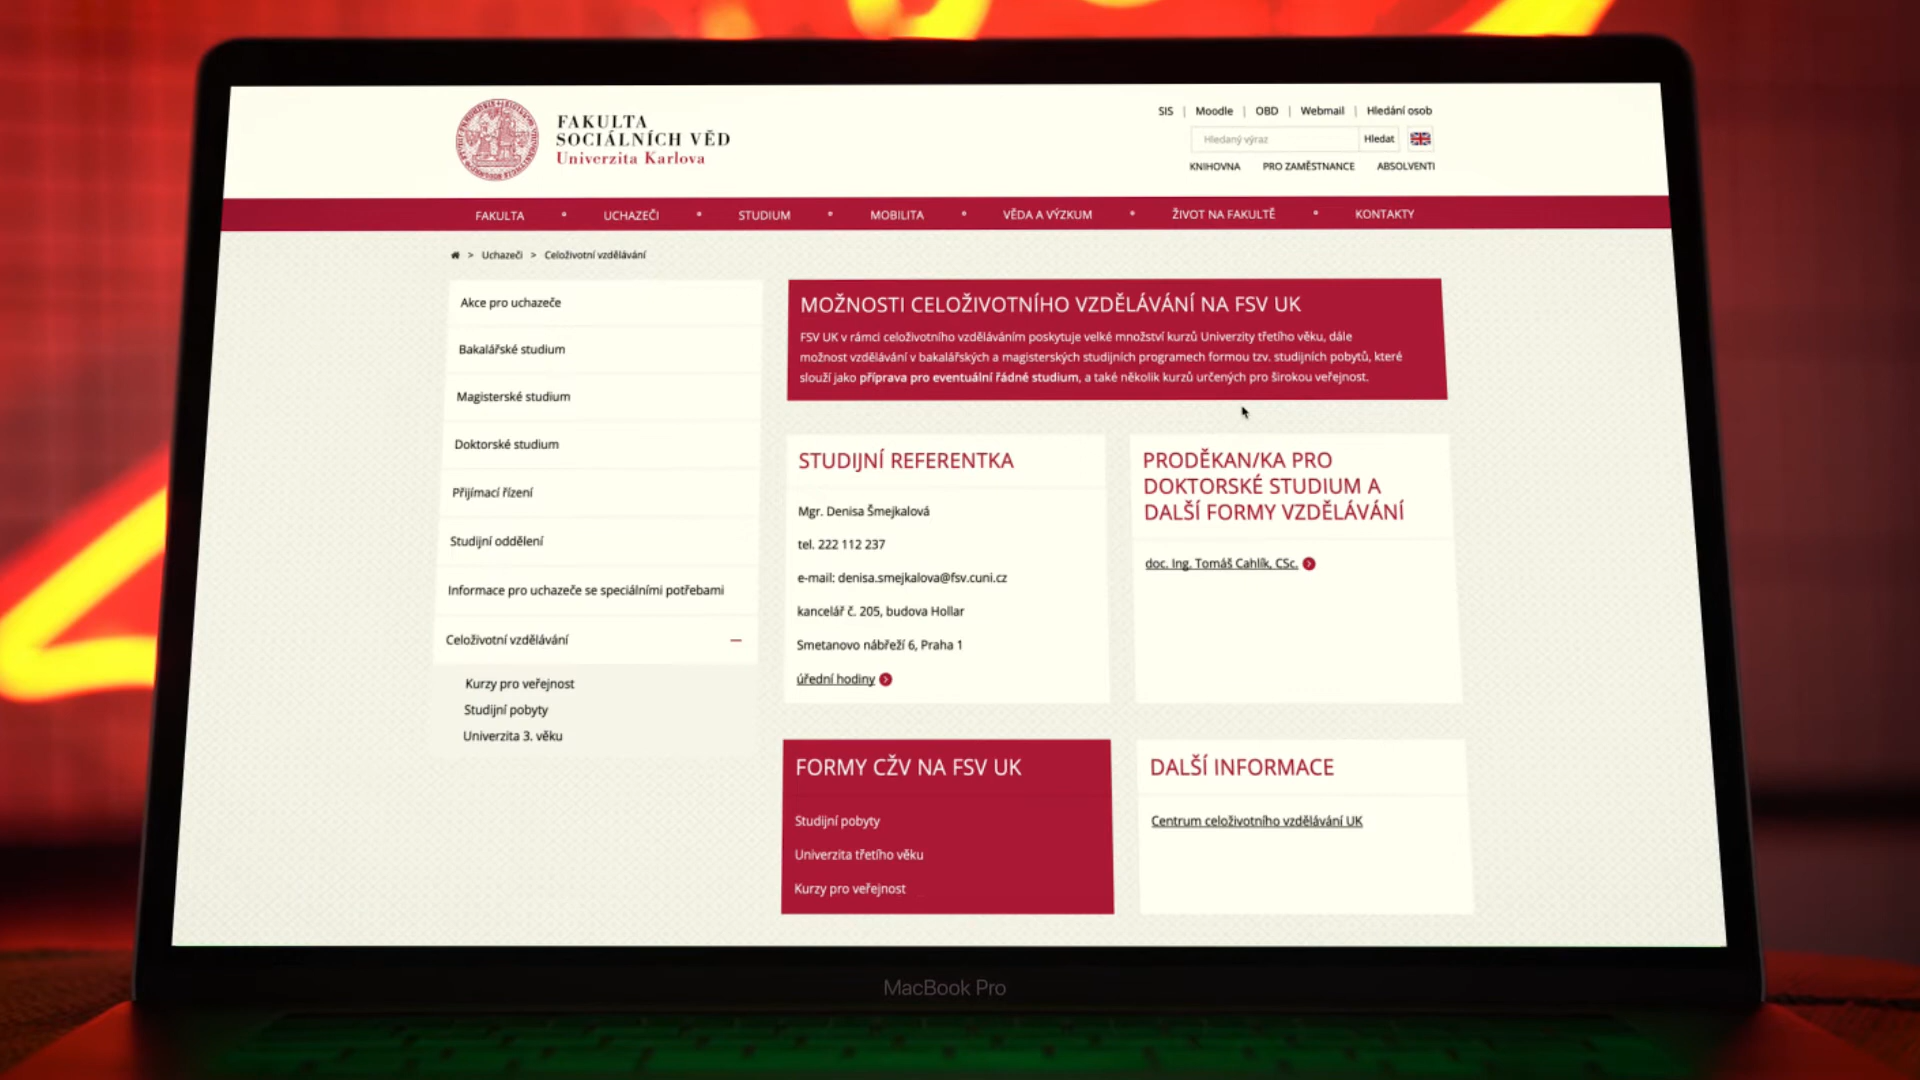 FAKULTA
SOCIÁLNÍCH VĚD
Univerzita Karlova
SIS | Moodle | OBD | Webmail | Hledání osob
Hledaný výraz Hledat
KNIHOVNA PRO ZAMĚSTNANCE ABSOLVENTI
FAKULTA UCHAZEČI STUDIUM MOBILITA VĚDA A VÝZKUM ŽIVOT NA FAKULTĚ KONTAKTY
> Uchazeči > Celoživotní vzdělávání
Akce pro uchazeče
Bakalářské studium
Magisterské studium
Doktorské studium
Přijímací řízení
Studijní oddělení
Informace pro uchazeče se speciálními potřebami
Celoživotní vzdělávání
Kurzy pro veřejnost
Studijní pobyty
Univerzita 3. věku
MOŽNOSTI CELOŽIVOTNÍHO VZDĚLÁVÁNÍ NA FSV UK
FSV UK v rámci celoživotního vzděláváním poskytuje velké množství kurzů Univerzity třetího věku, dále
možnost vzdělávání v bakalářských a magisterských studijních programech formou tzv. studijních pobytů, které
slouží jako příprava pro eventuální řádné studium, a také několik kurzů určených pro širokou veřejnost.
STUDIJNÍ REFERENTKA
Mgr. Denisa Šmejkalová
tel. 222 112 237
e-mail: denisa.smejkalova@fsv.cuni.cz
kancelář č. 205, budova Hollar
Smetanovo nábřeží 6, Praha 1
úřední hodiny
PRODĚKAN/KA PRO
DOKTORSKÉ STUDIUM A
DALŠÍ FORMY VZDĚLÁVÁNÍ
doc. Ing. Tomáš Cahlík, CSc.
FORMY CŽV NA FSV UK
Studijní pobyty
Univerzita třetího věku
Kurzy pro veřejnost
DALŠÍ INFORMACE
Centrum celoživotního vzdělávání UK
MacBook Pro